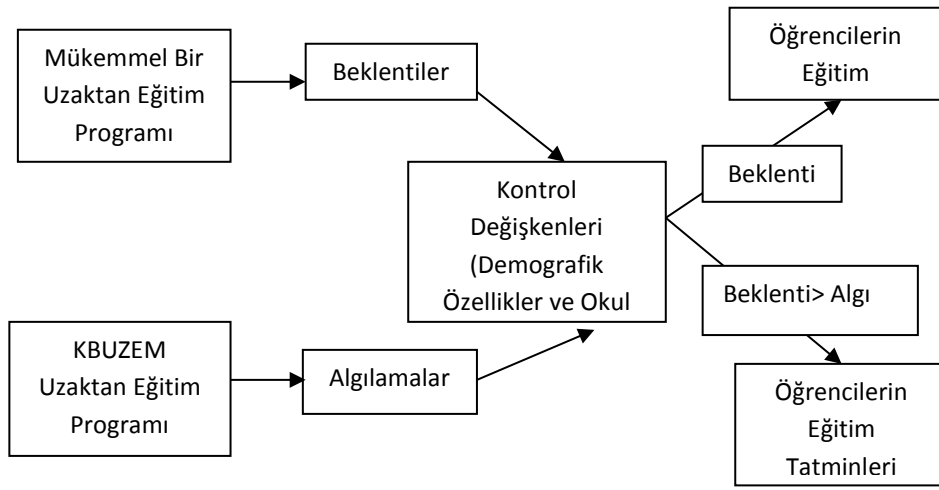 Mükemmel Bir
Uzaktan Eğitim
Programı
Beklentiler
Öğrencilerin
Eğitim
Beklenti
Kontrol
Değişkenleri
(Demografik
Özellikler ve Okul
Beklenti> Algı
KBUZEM
Uzaktan Eğitim
Programı
Algılamalar
Öğrencilerin
Eğitim
Tatminleri